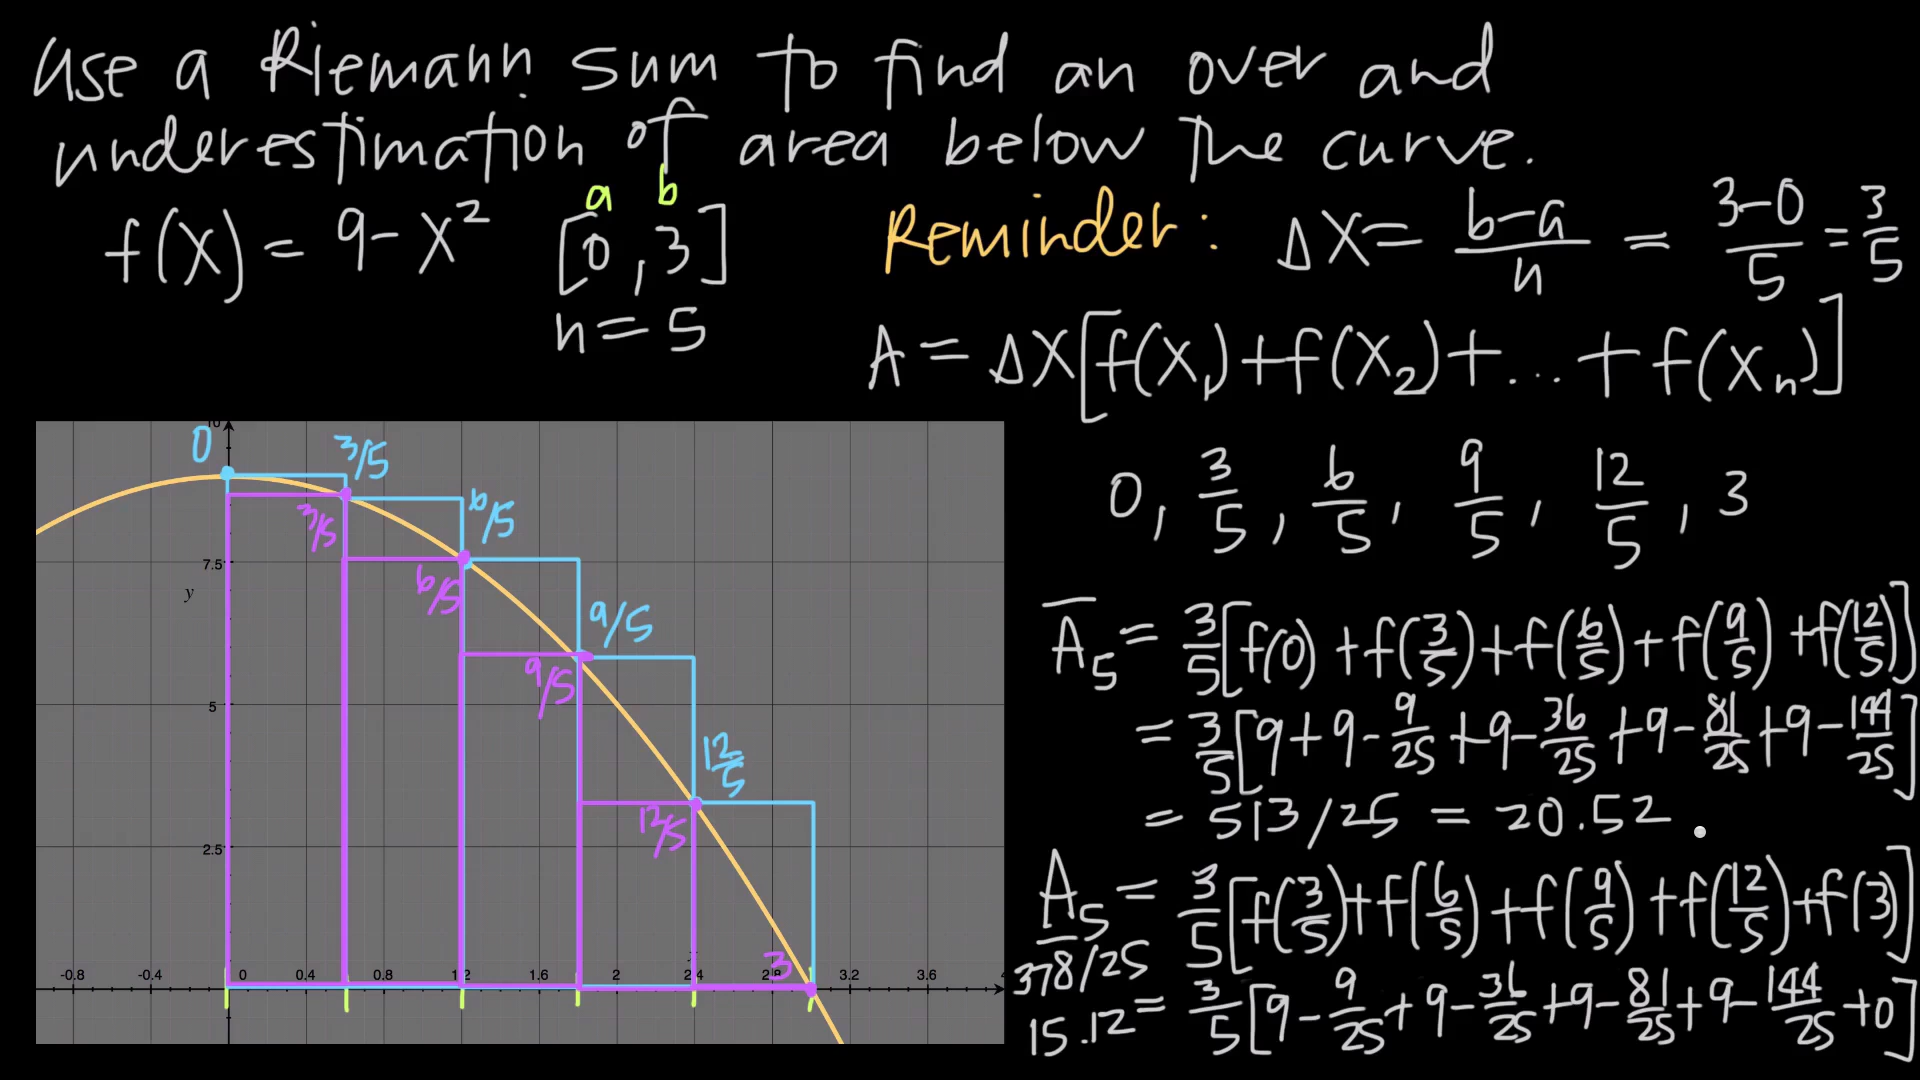 Use a Riemann sum to find an over and
underestimation of area below the curve.
a b
f(x) = 9 - x² [0, 3]
n = 5
Reminder: Δx = (b-a)/n = (3-0)/5 = 3/5
A = Δx[f(x₁) + f(x₂) + ... + f(xₙ)]
0, 3/5, 6/5, 9/5, 12/5, 3
A̅₅ = 3/5[f(0) + f(3/5) + f(6/5) + f(9/5) + f(12/5)]
= 3/5[9 + 9 - 9/25 + 9 - 36/25 + 9 - 81/25 + 9 - 144/25]
= 513/25 = 20.52
A̲₅ = 3/5[f(3/5) + f(6/5) + f(9/5) + f(12/5) + f(3)]
378/25
15.12 = 3/5[9 - 9/25 + 9 - 36/25 + 9 - 81/25 + 9 - 144/25 + 0]
10
0 3/5
3/5 6/5
7.5
6/5
y
9/5
9/5
5
12/5
12/5
2.5
3
-0.8 -0.4 0 0.4 0.8 1.2 1.6 2 2.4 2.8 3.2 3.6